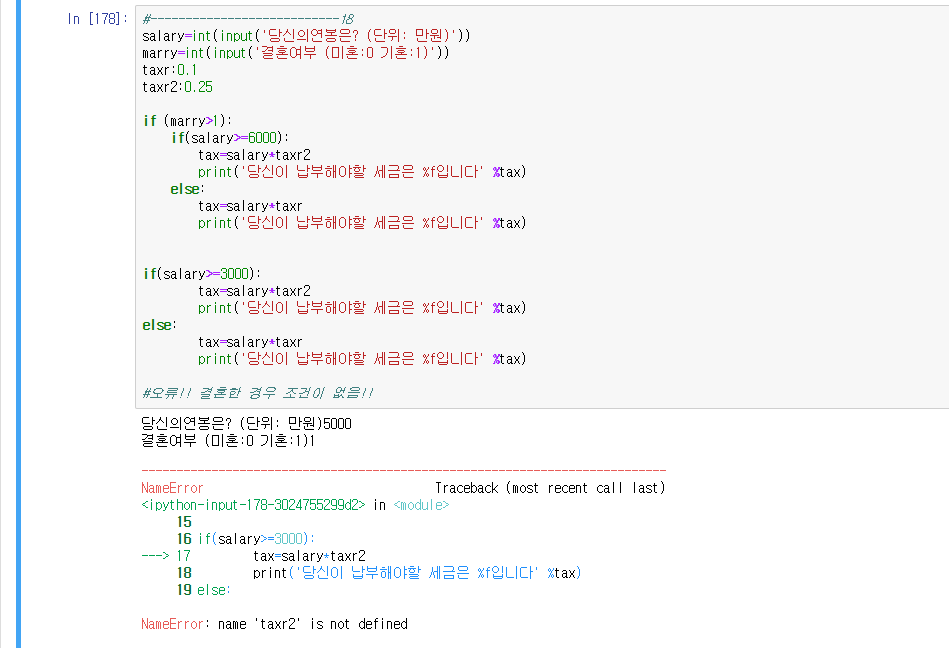 In [178]:
#---------------------------18
salary=int(input('당신의연봉은? (단위: 만원)'))
marry=int(input('결혼여부 (미혼:0 기혼:1)'))
taxr:0.1
taxr2:0.25
if (marry>1):
if(salary>=6000):
tax=salary*taxr2
print('당신이 납부해야할 세금은 %f입니다' %tax)
else:
tax=salary*taxr
print('당신이 납부해야할 세금은 %f입니다' %tax)
if(salary>=3000):
tax=salary*taxr2
print('당신이 납부해야할 세금은 %f입니다' %tax)
else:
tax=salary*taxr
print('당신이 납부해야할 세금은 %f입니다' %tax)
#오류!! 결혼한 경우 조건이 없음!!
당신의연봉은? (단위: 만원)5000
결혼여부 (미혼:0 기혼:1)1
---------------------------------------------------------------------------
NameError Traceback (most recent call last)
<ipython-input-178-3024755299d2> in <module>
15
16 if(salary>=3000):
---> 17 tax=salary*taxr2
18 print('당신이 납부해야할 세금은 %f입니다' %tax)
19 else:
NameError: name 'taxr2' is not defined